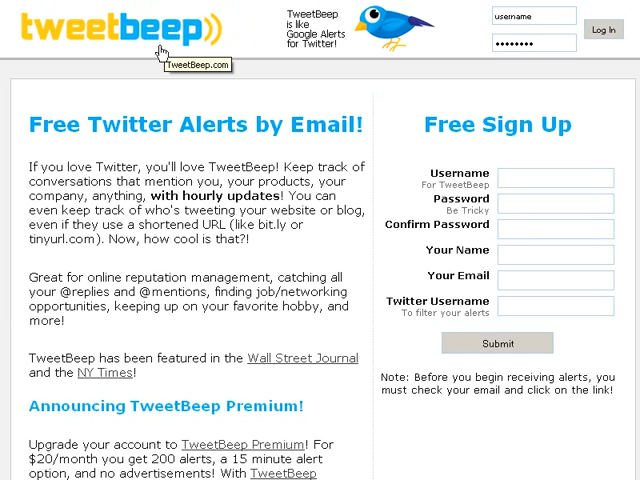 tweetbeep
TweetBeep
is like
Google Alerts
for Twitter!
username
••••••••
Log In
TweetBeep.com
Free Twitter Alerts by Email!
If you love Twitter, you'll love TweetBeep! Keep track of
conversations that mention you, your products, your
company, anything, with hourly updates! You can
even keep track of who's tweeting your website or blog,
even if they use a shortened URL (like bit.ly or
tinyurl.com). Now, how cool is that?!
Great for online reputation management, catching all
your @replies and @mentions, finding job/networking
opportunities, keeping up on your favorite hobby, and
more!
TweetBeep has been featured in the Wall Street Journal
and the NY Times!
Announcing TweetBeep Premium!
Upgrade your account to TweetBeep Premium! For
$20/month you get 200 alerts, a 15 minute alert
option, and no advertisements! With TweetBeep
Free Sign Up
Username
For TweetBeep
Password
Be Tricky
Confirm Password
Your Name
Your Email
Twitter Username
To filter your alerts
Submit
Note: Before you begin receiving alerts, you
must check your email and click on the link!